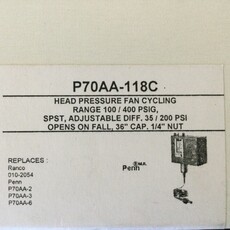 P70AA-118C
HEAD PRESSURE FAN CYCLING
RANGE 100 / 400 PSIG,
SPST, ADJUSTABLE DIFF. 35 / 200 PSI
OPENS ON FALL, 36" CAP. 1/4" NUT
REPLACES :
Ranco
010-2054
Penn
P70AA-2
P70AA-3
P70AA-6
Penn